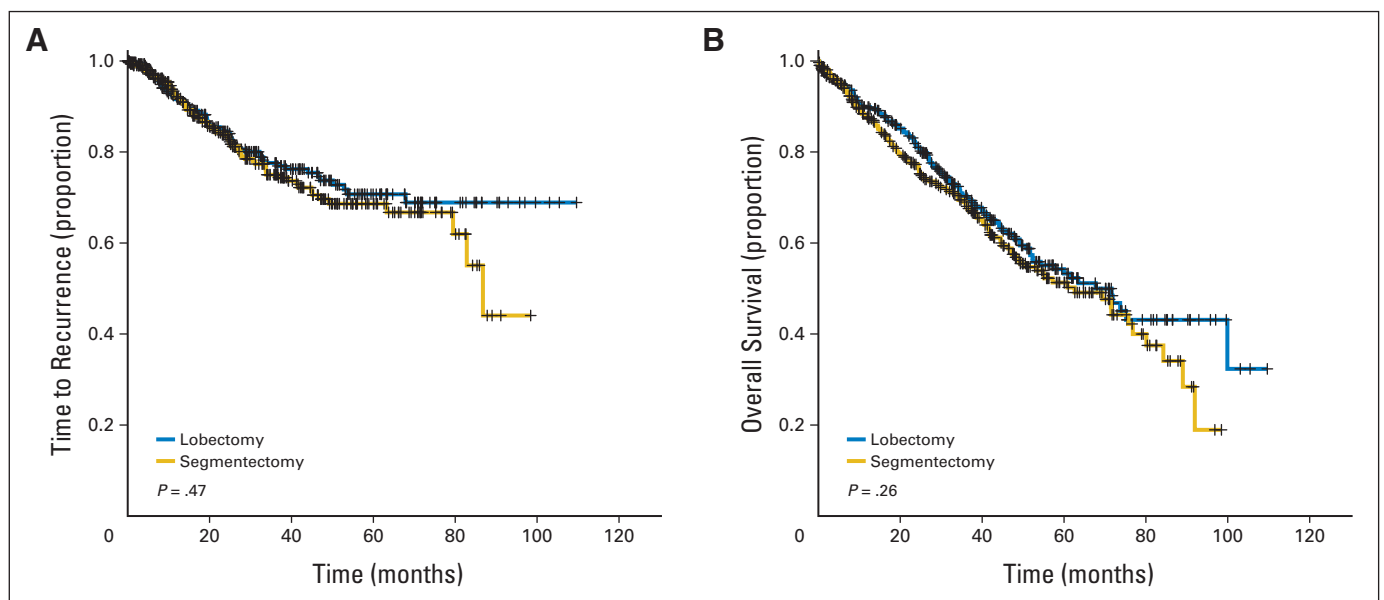 A
Time to Recurrence (proportion)
1.0
0.8
0.6
0.4
0.2
Lobectomy
Segmentectomy
P = .47
0 20 40 60 80 100 120
Time (months)
B
Overall Survival (proportion)
1.0
0.8
0.6
0.4
0.2
Lobectomy
Segmentectomy
P = .26
0 20 40 60 80 100 120
Time (months)